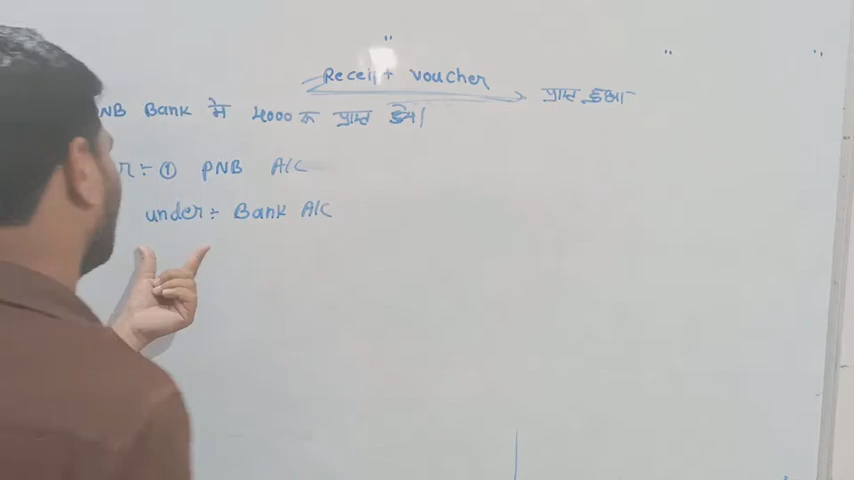 Receipt voucher प्राप्त हुआ
NB Bank में 4000 रु प्राप्त हुये।
r :- ① PNB A/C
under :- Bank A/C